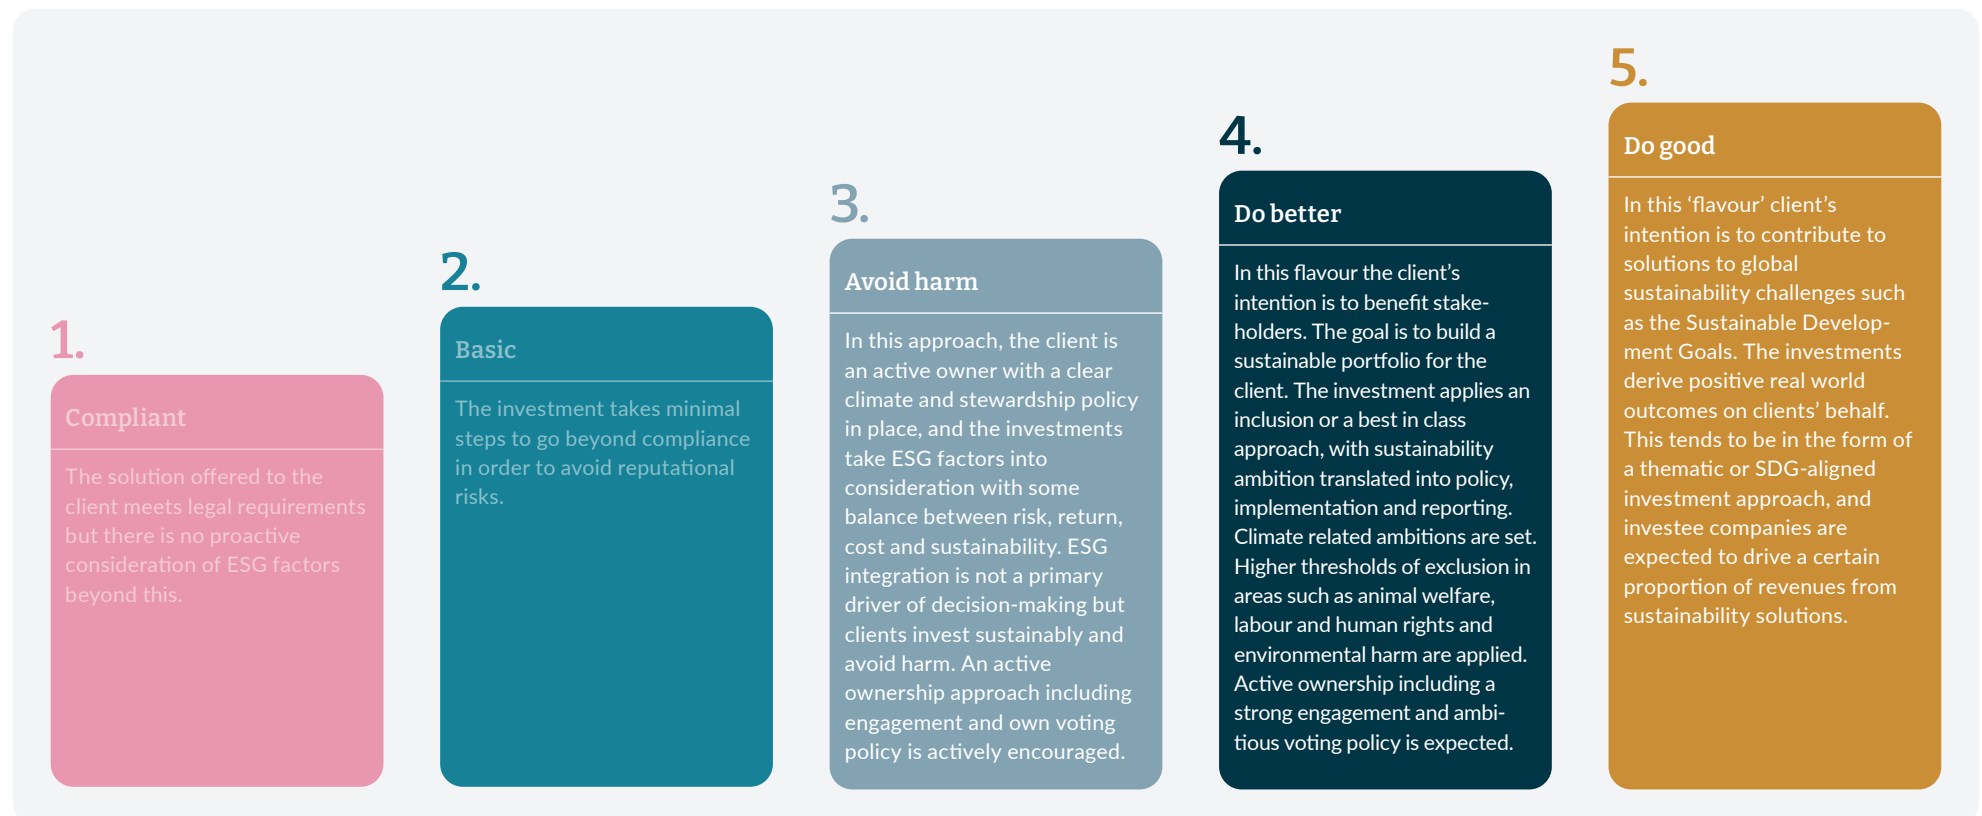 1.
Compliant
The solution offered to the
client meets legal requirements
but there is no proactive
consideration of ESG factors
beyond this.
2.
Basic
The investment takes minimal
steps to go beyond compliance
in order to avoid reputational
risks.
3.
Avoid harm
In this approach, the client is
an active owner with a clear
climate and stewardship policy
in place, and the investments
take ESG factors into
consideration with some
balance between risk, return,
cost and sustainability. ESG
integration is not a primary
driver of decision-making but
clients invest sustainably and
avoid harm. An active
ownership approach including
engagement and own voting
policy is actively encouraged.
4.
Do better
In this flavour the client’s
intention is to benefit stake-
holders. The goal is to build a
sustainable portfolio for the
client. The investment applies an
inclusion or a best in class
approach, with sustainability
ambition translated into policy,
implementation and reporting.
Climate related ambitions are set.
Higher thresholds of exclusion in
areas such as animal welfare,
labour and human rights and
environmental harm are applied.
Active ownership including a
strong engagement and ambi-
tious voting policy is expected.
5.
Do good
In this ‘flavour’ client’s
intention is to contribute to
solutions to global
sustainability challenges such
as the Sustainable Develop-
ment Goals. The investments
derive positive real world
outcomes on clients’ behalf.
This tends to be in the form of
a thematic or SDG-aligned
investment approach, and
investee companies are
expected to drive a certain
proportion of revenues from
sustainability solutions.